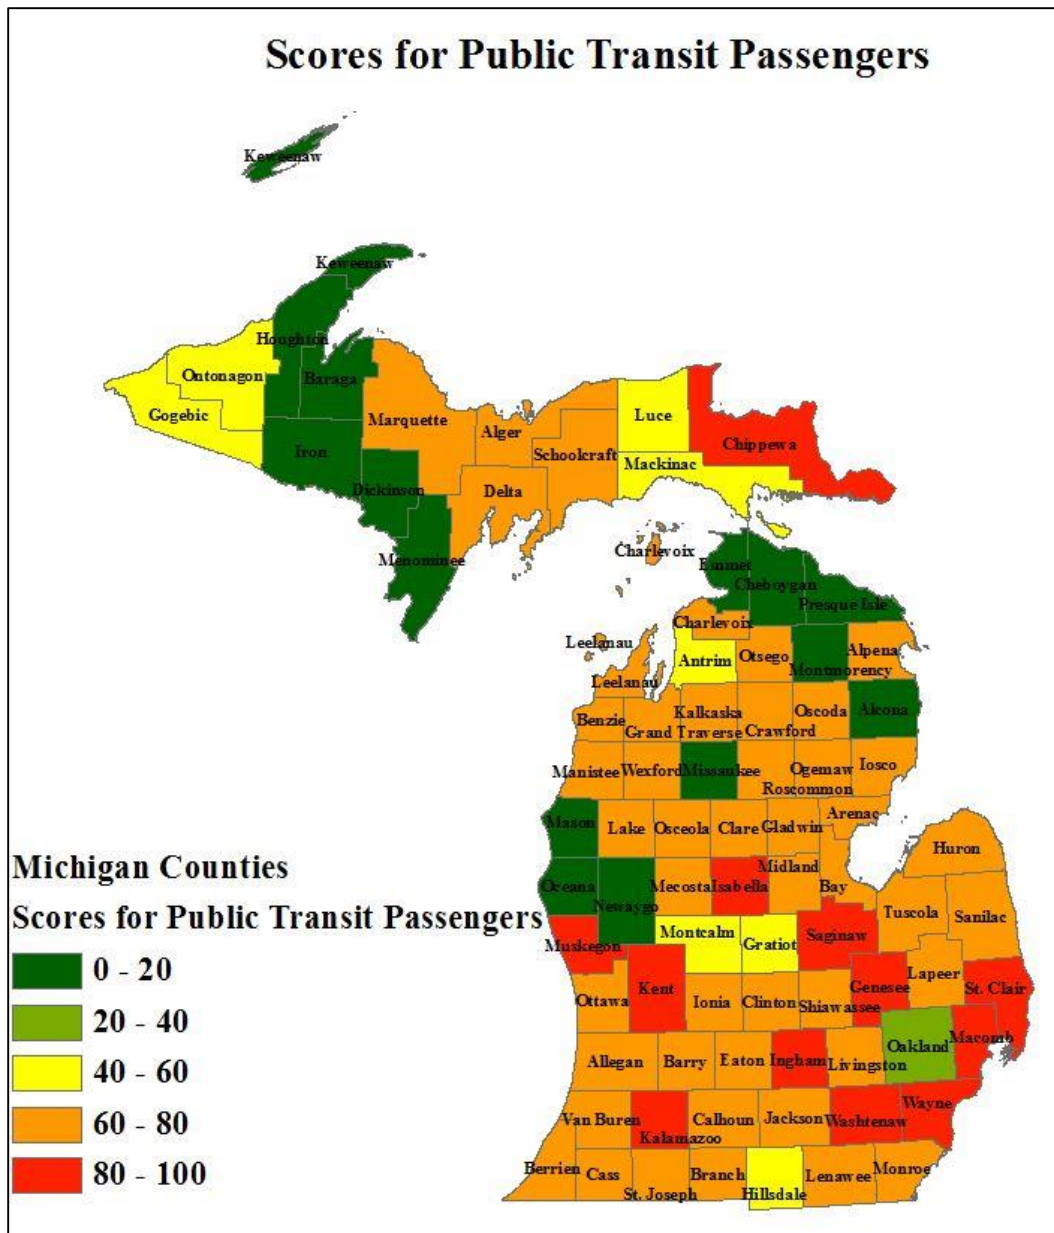 Scores for Public Transit Passengers
Keweenaw
Keweenaw
Houghton
Ontonagon
Baraga
Gogebic
Marquette
Alger
Luce
Chippewa
Iron
Schoolcraft
Mackinac
Dickinson
Delta
Menominee
Charlevoix
Emmet
Cheboygan
Presque Isle
Charlevoix
Leelanau
Antrim
Otsego
Montmorency
Alpena
Leelanau
Benzie
Grand Traverse
Kalkaska
Crawford
Oscoda
Alcona
Manistee
Wexford
Missaukee
Roscommon
Ogemaw
Iosco
Mason
Lake
Osceola
Clare
Gladwin
Arenac
Huron
Oceana
Newaygo
Mecosta
Isabella
Midland
Bay
Tuscola
Sanilac
Muskegon
Montcalm
Gratiot
Saginaw
Lapeer
Genesee
St. Clair
Ottawa
Kent
Ionia
Clinton
Shiawassee
Oakland
Macomb
Allegan
Barry
Eaton
Ingham
Livingston
Van Buren
Kalamazoo
Calhoun
Jackson
Washtenaw
Wayne
Berrien
Cass
St. Joseph
Branch
Hillsdale
Lenawee
Monroe
Michigan Counties
Scores for Public Transit Passengers
0 - 20
20 - 40
40 - 60
60 - 80
80 - 100